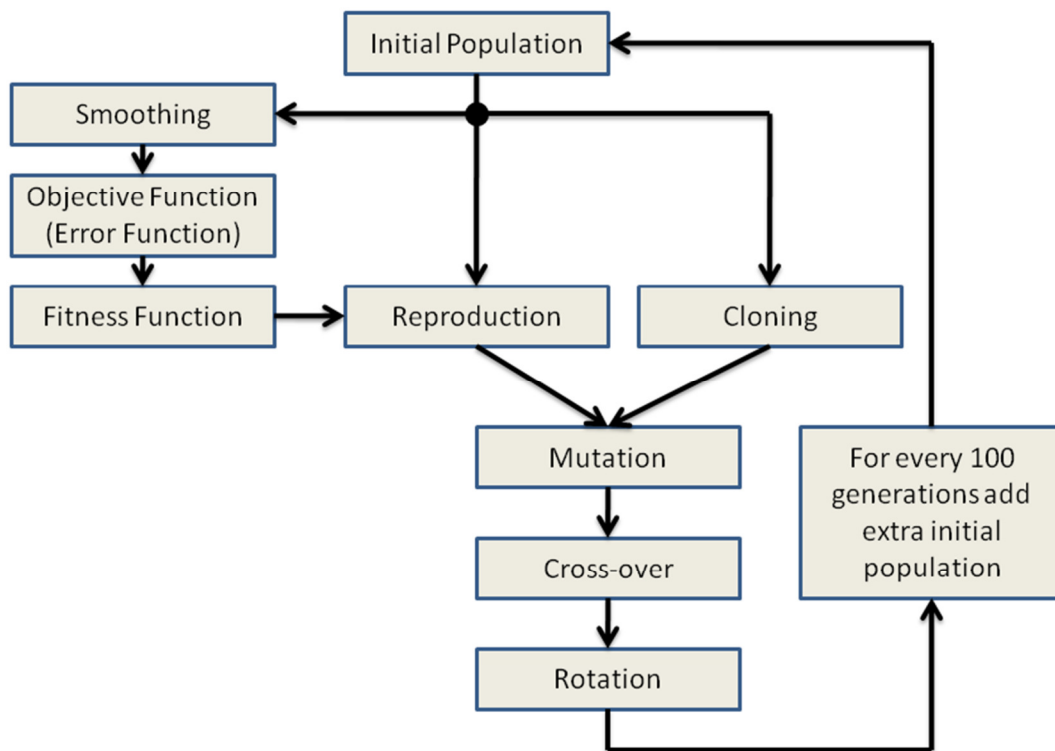 Initial Population
Smoothing
Objective Function
(Error Function)
Fitness Function
Reproduction
Cloning
Mutation
For every 100
generations add
extra initial
population
Cross-over
Rotation